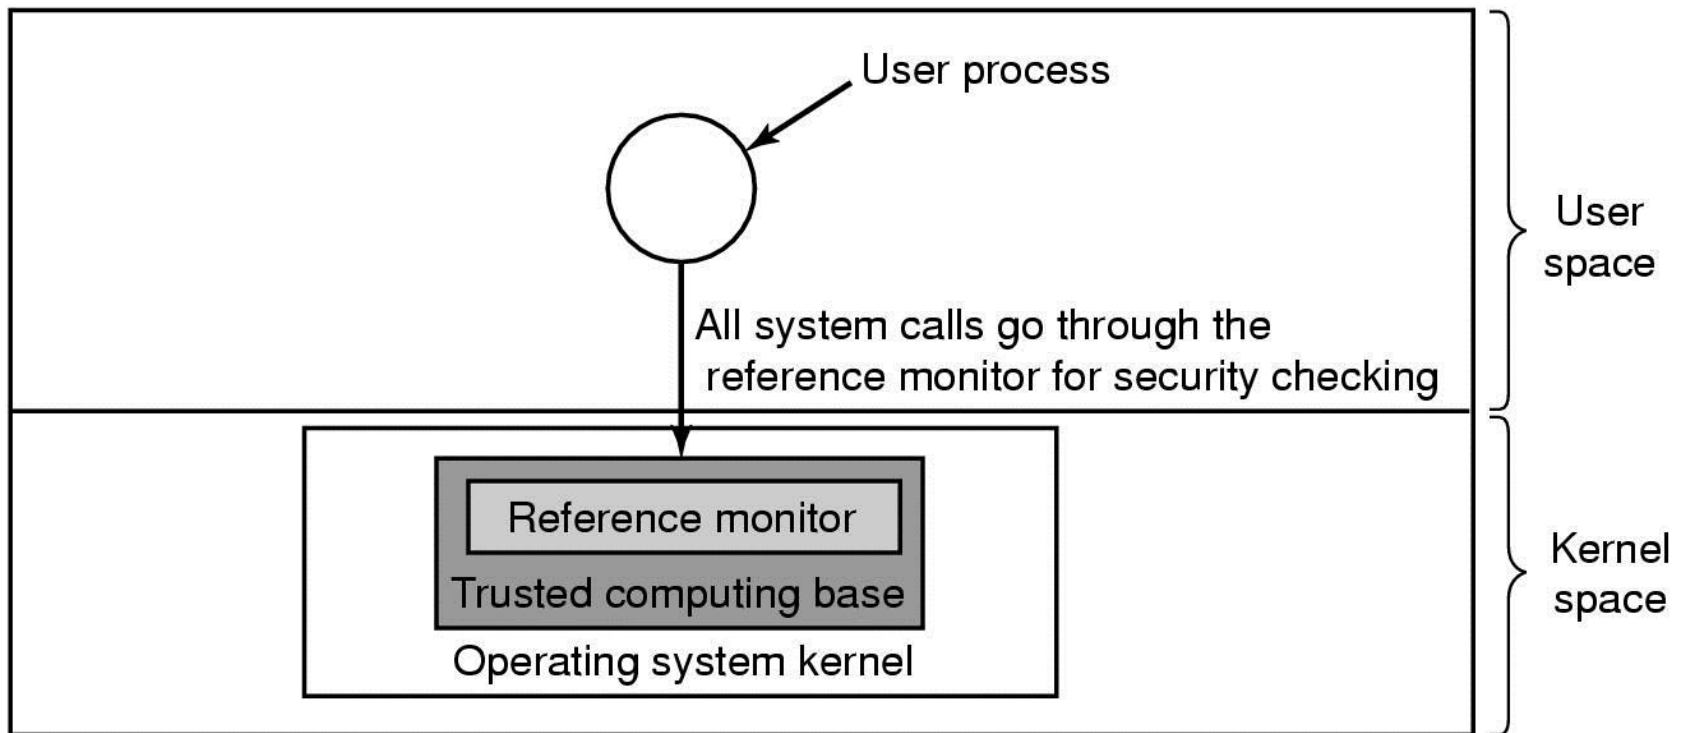 User process
User
space
All system calls go through the
reference monitor for security checking
Reference monitor
Trusted computing base
Operating system kernel
Kernel
space